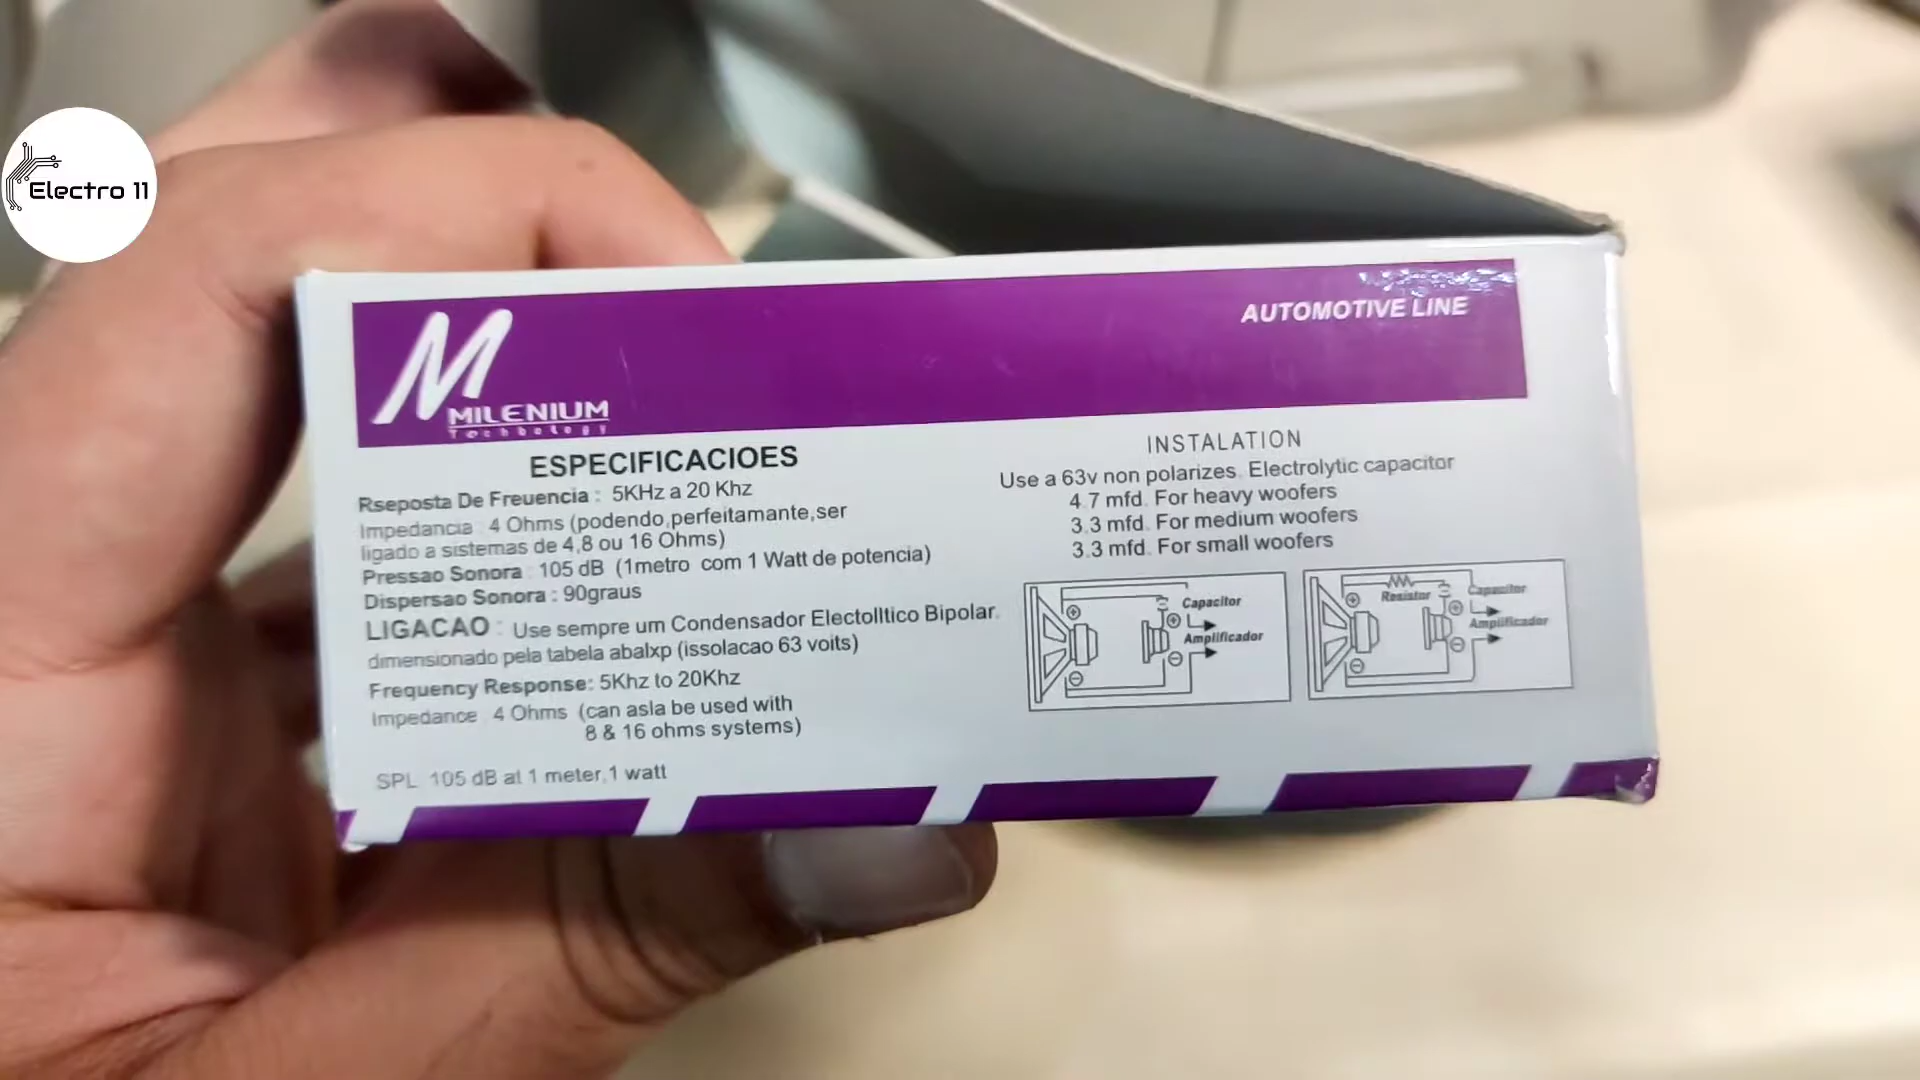 Electro 11
M
MILENIUM
Technology
AUTOMOTIVE LINE
ESPECIFICACIOES
Rseposta De Freuencia : 5KHz a 20 Khz
Impedancia : 4 Ohms (podendo,perfeitamante,ser
ligado a sistemas de 4,8 ou 16 Ohms)
Pressao Sonora : 105 dB (1metro com 1 Watt de potencia)
Dispersao Sonora : 90graus
LIGACAO : Use sempre um Condensador Electolltico Bipolar.
dimensionado pela tabela abalxp (issolacao 63 voits)
Frequency Response: 5Khz to 20Khz
Impedance : 4 Ohms (can asla be used with
8 & 16 ohms systems)
SPL 105 dB at 1 meter,1 watt
INSTALATION
Use a 63v non polarizes. Electrolytic capacitor
4.7 mfd. For heavy woofers
3.3 mfd. For medium woofers
3.3 mfd. For small woofers
Capacitor
Amplificador
Resistor
Capacitor
Amplificador